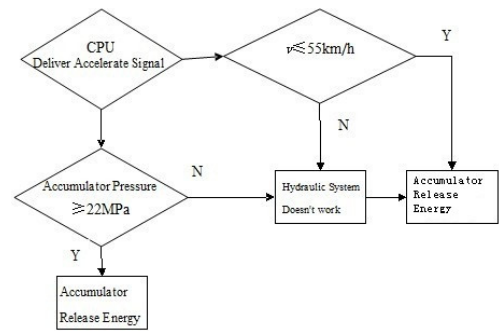 CPU
Deliver Accelerate Signal
v≤55km/h
Y
N
Accumulator Pressure
≥22MPa
N
Hydraulic System
Doesn't work
Accumulator
Release
Energy
Y
Accumulator
Release Energy